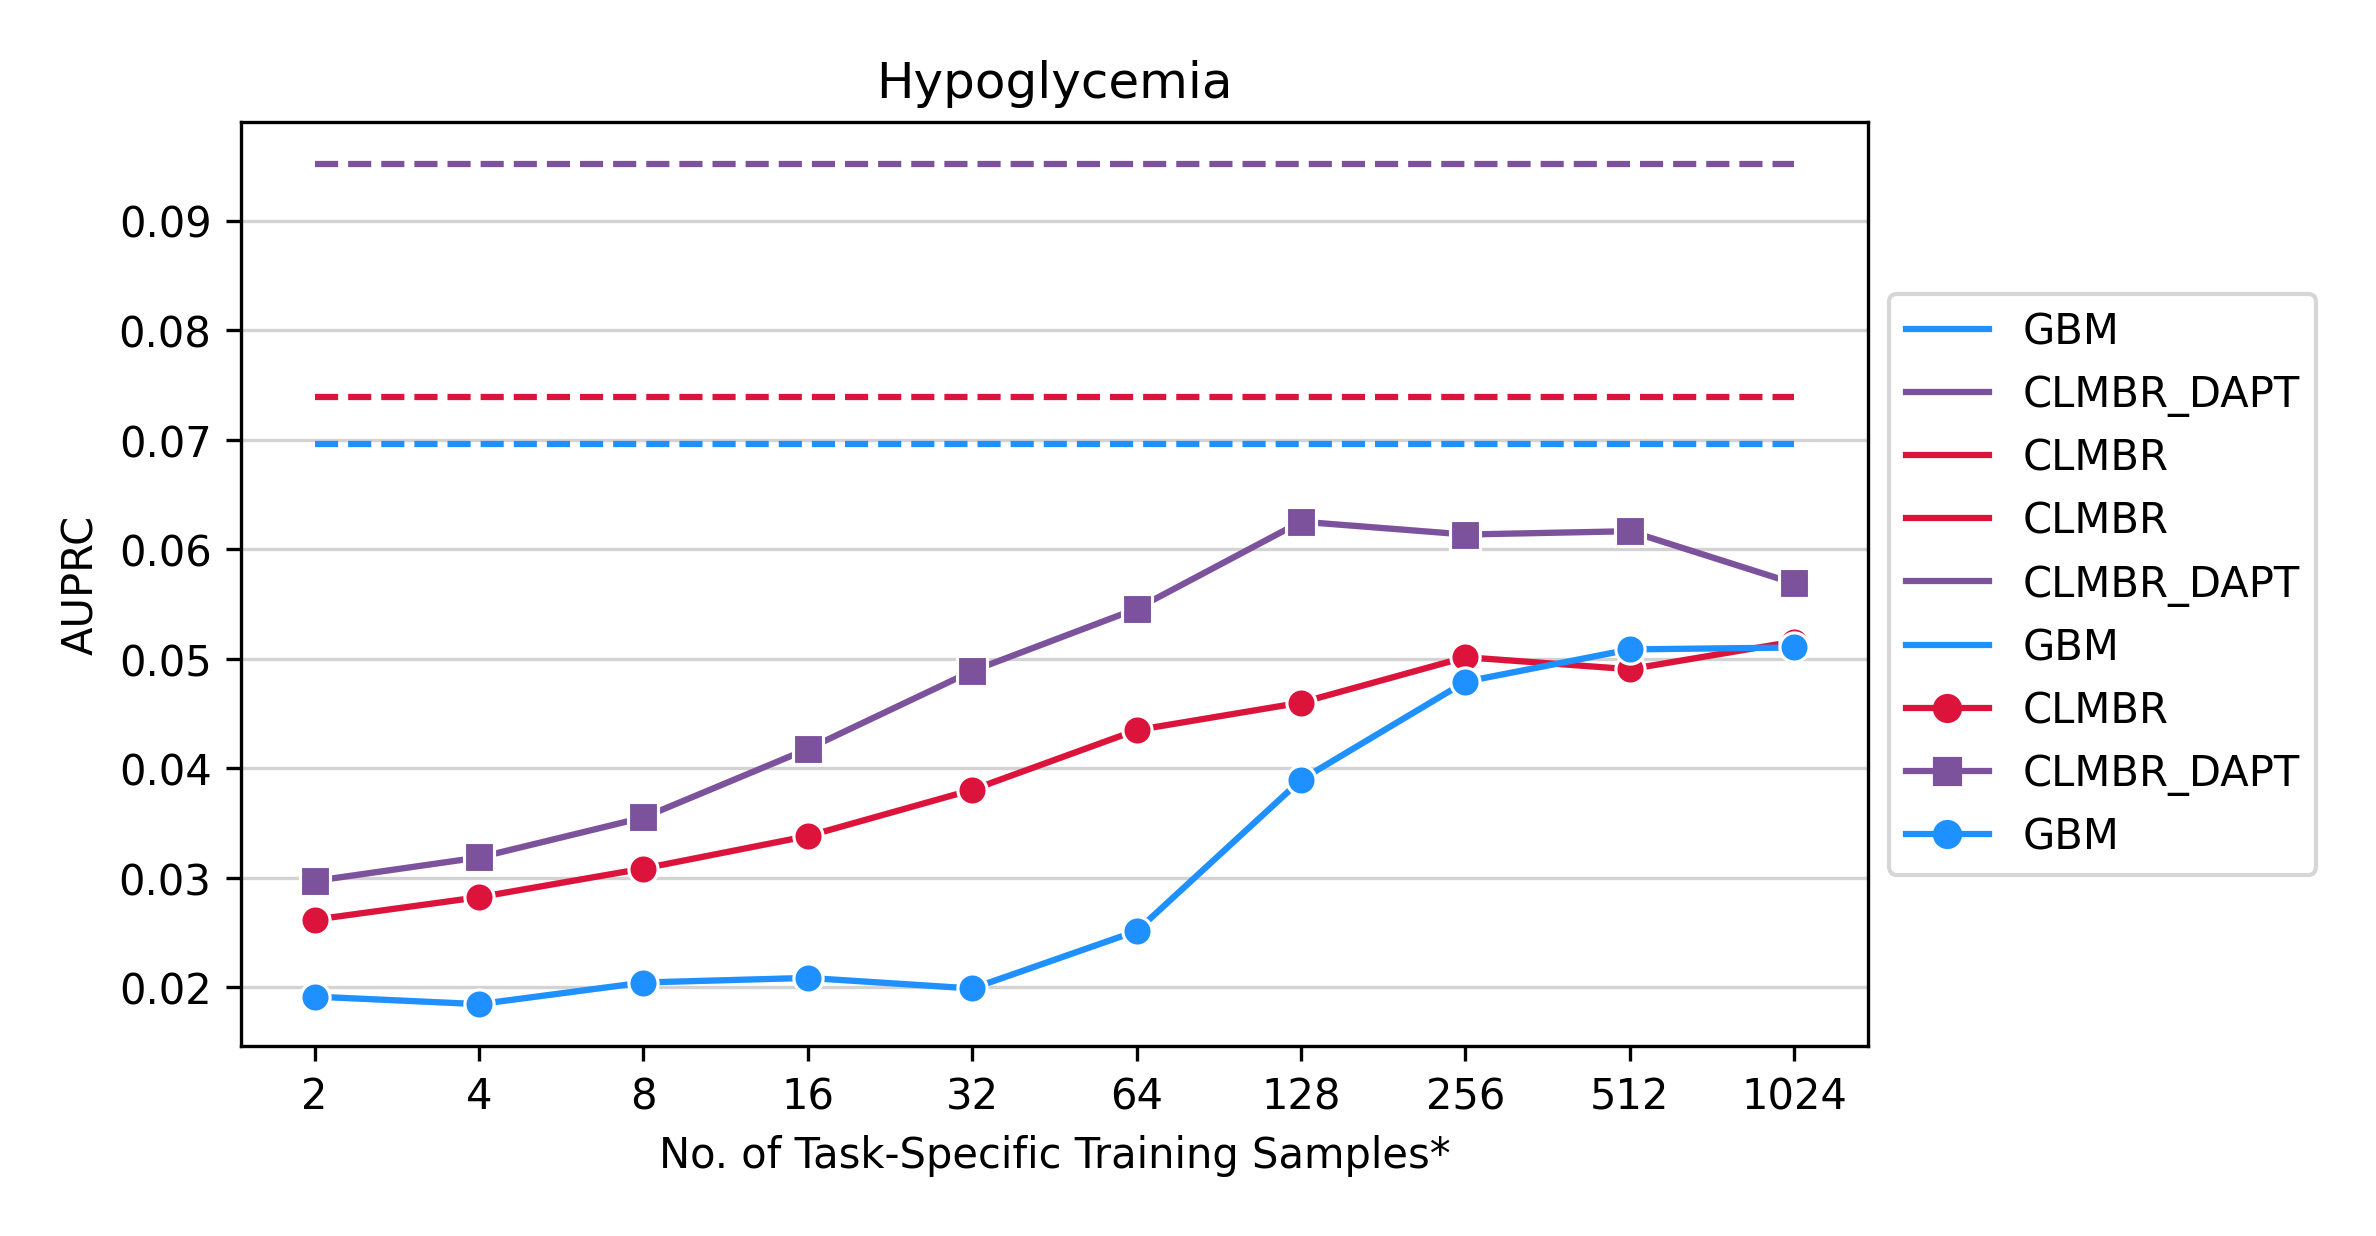 Hypoglycemia
0.09
0.08
0.07
0.06
0.05
0.04
0.03
0.02
AUPRC
2 4 8 16 32 64 128 256 512 1024
No. of Task-Specific Training Samples*
GBM
CLMBR_DAPT
CLMBR
CLMBR
CLMBR_DAPT
GBM
CLMBR
CLMBR_DAPT
GBM